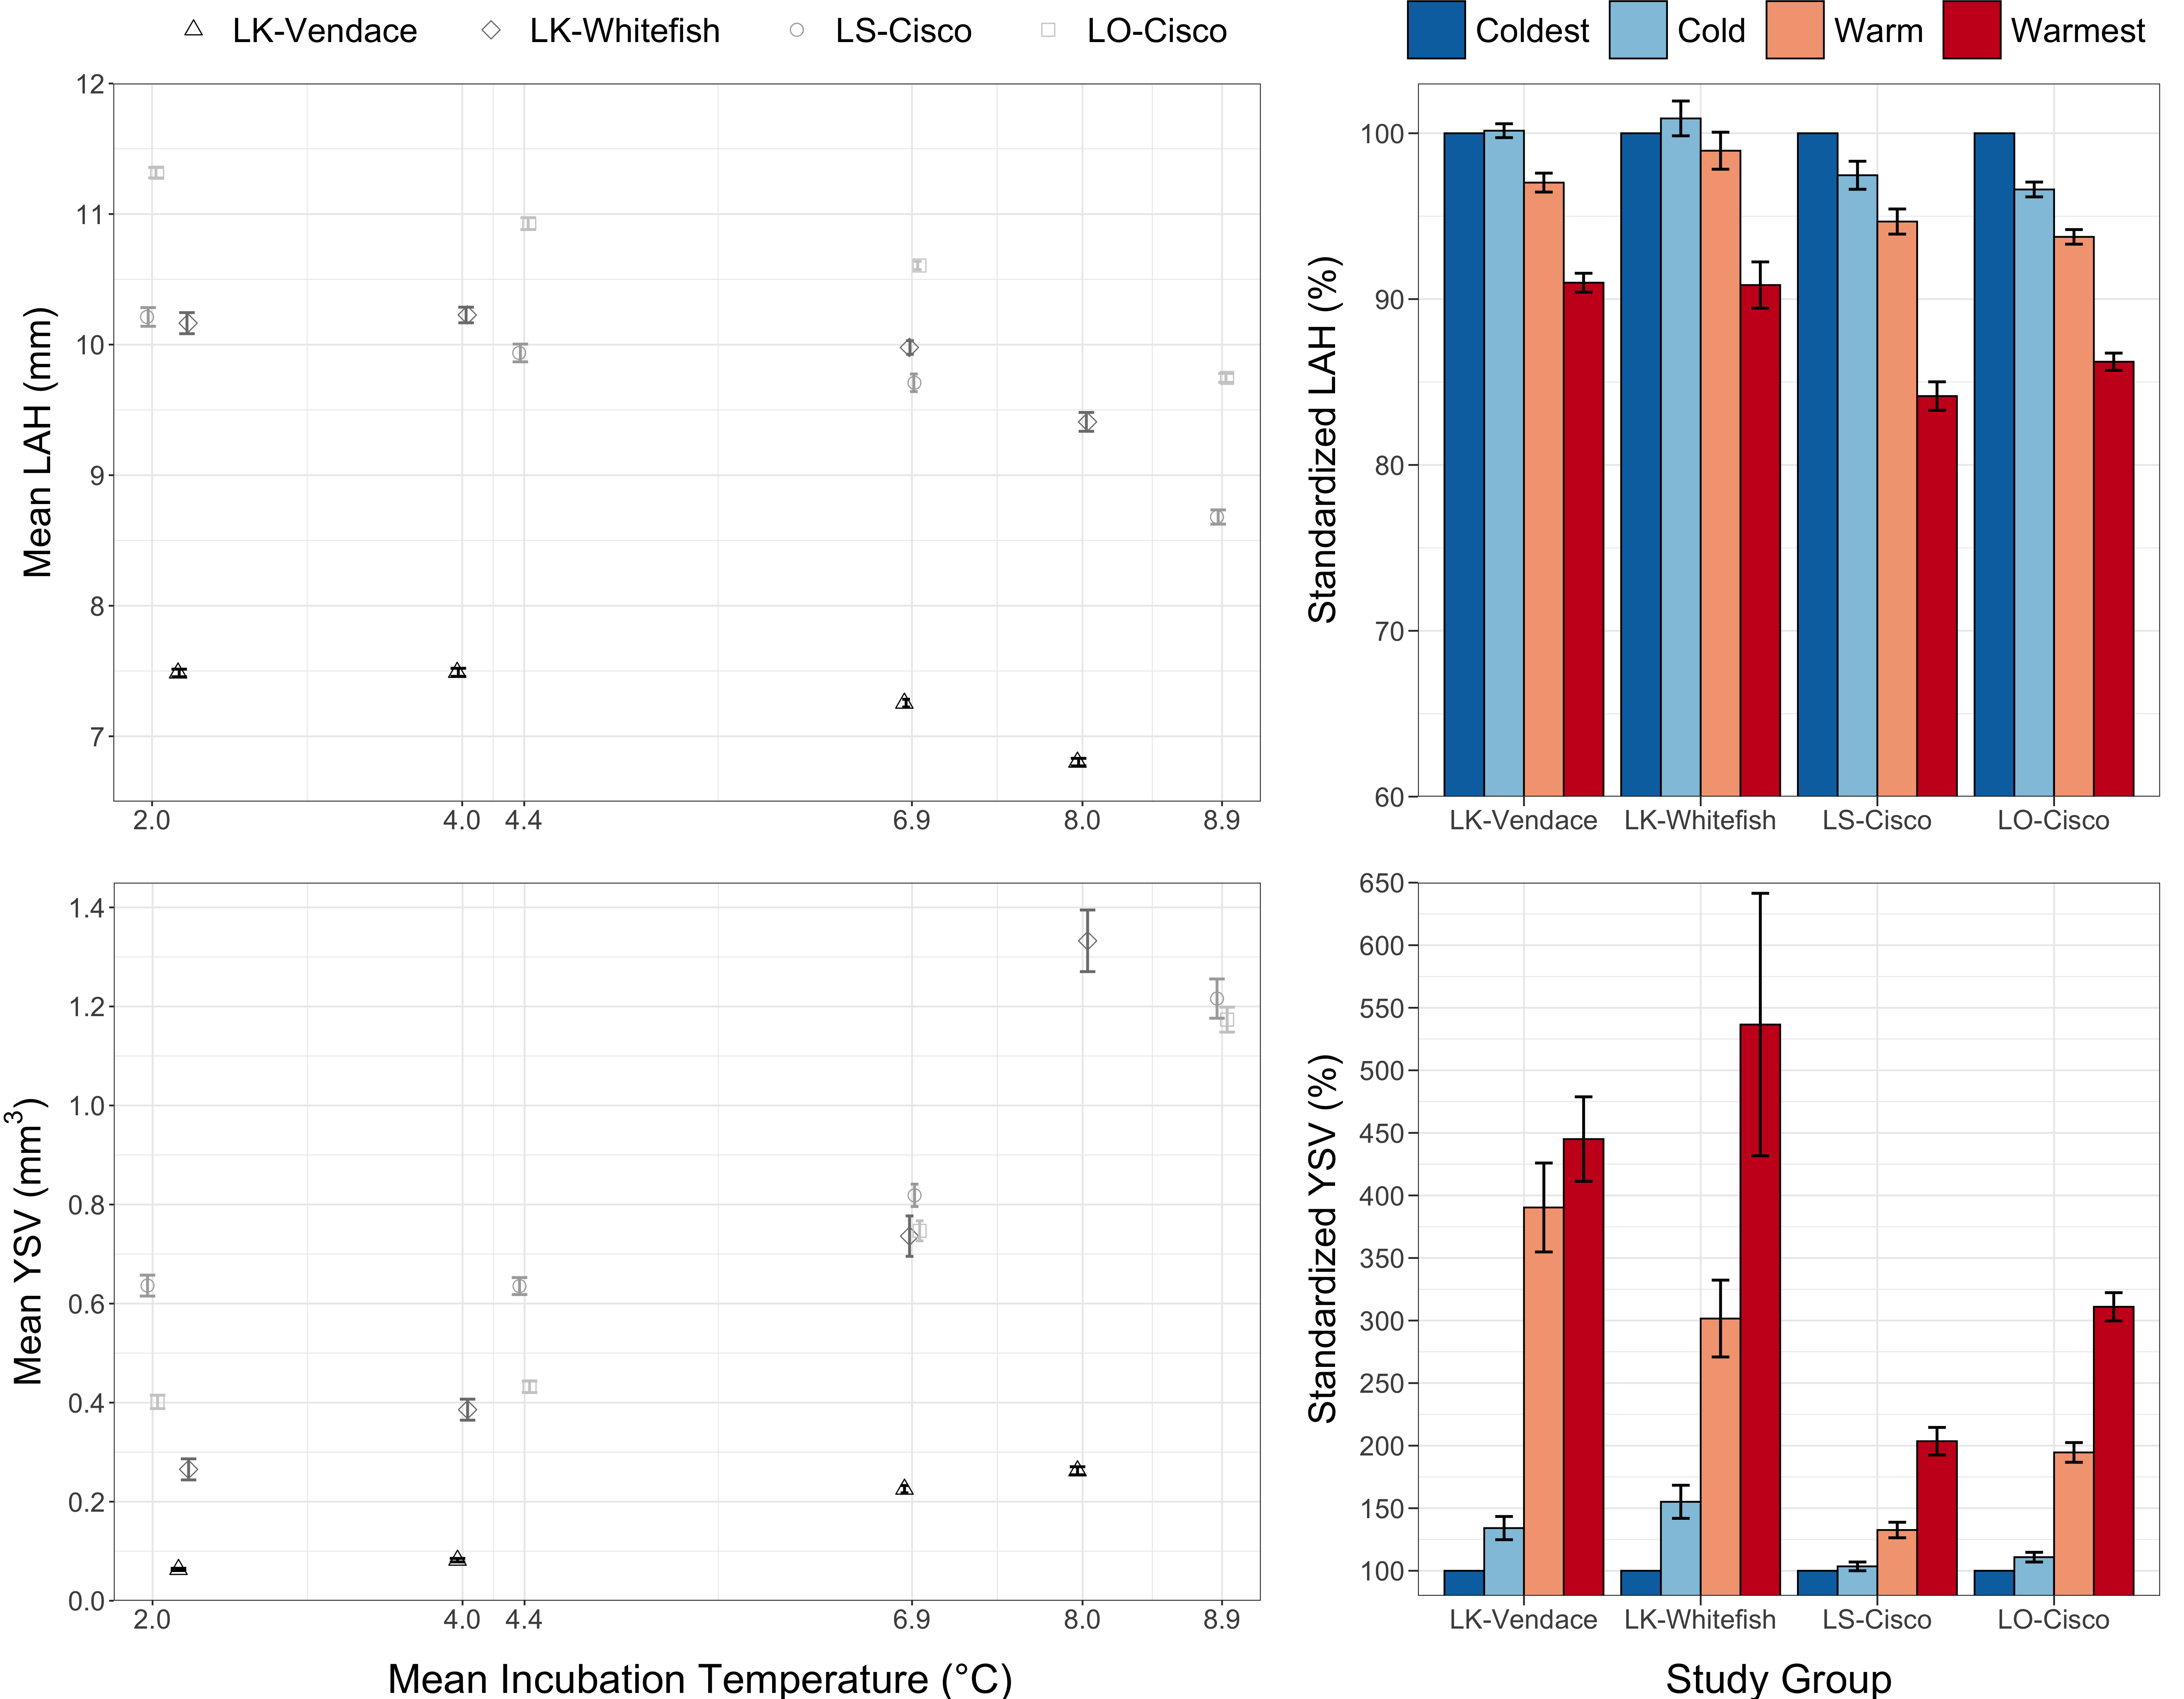 LK-Vendace LK-Whitefish LS-Cisco LO-Cisco
Coldest Cold Warm Warmest
Mean LAH (mm)
12
11
10
9
8
7
2.0 4.0 4.4 6.9 8.0 8.9
Standardized LAH (%)
100
90
80
70
60
LK-Vendace LK-Whitefish LS-Cisco LO-Cisco
Mean YSV (mm³)
1.4
1.2
1.0
0.8
0.6
0.4
0.2
0.0
2.0 4.0 4.4 6.9 8.0 8.9
Mean Incubation Temperature (°C)
Standardized YSV (%)
650
600
550
500
450
400
350
300
250
200
150
100
LK-Vendace LK-Whitefish LS-Cisco LO-Cisco
Study Group